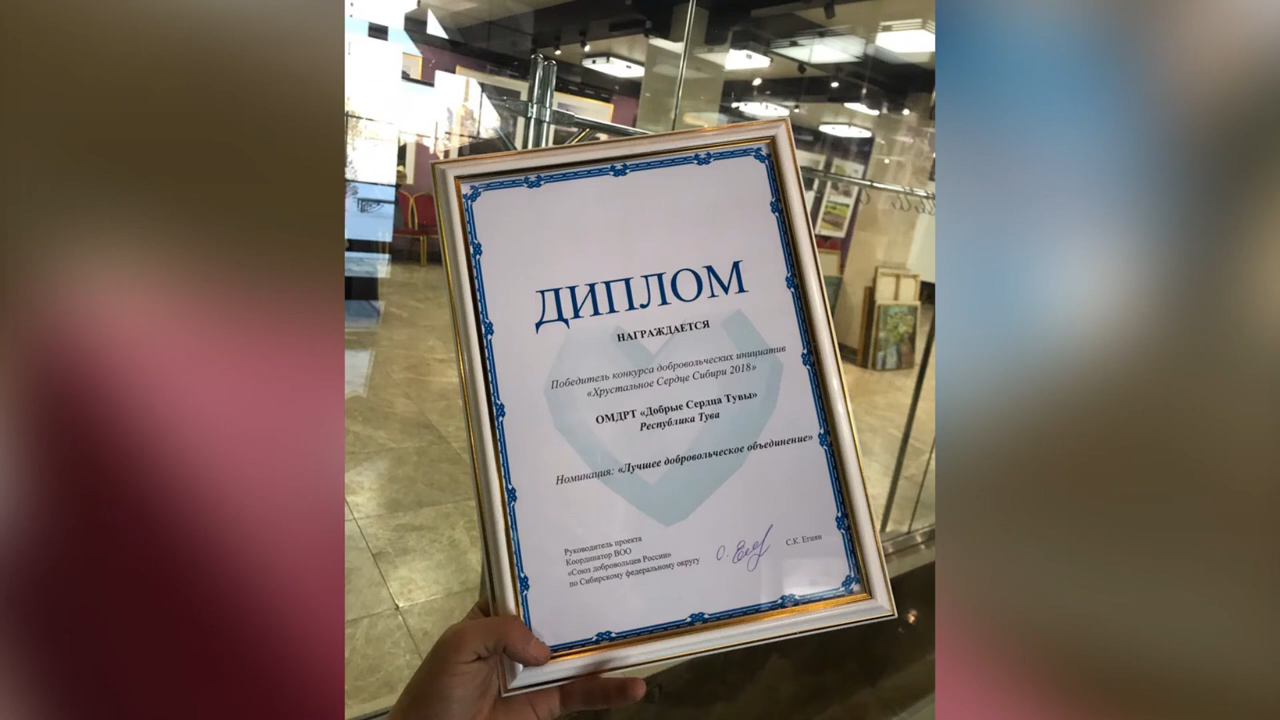 ДИПЛОМ
НАГРАЖДАЕТСЯ
Победитель конкурса добровольческих инициатив
«Хрустальное Сердце Сибири 2018»
ОМДРТ «Добрые Сердца Тувы»
Республика Тува
Номинация: «Лучшее добровольческое объединение»
Руководитель проекта
Координатор ВОО
«Союз добровольцев России»
по Сибирскому федеральному округу
С.К. Егиян